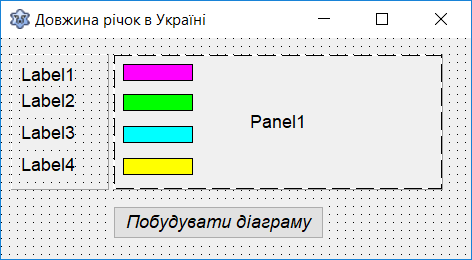 Довжина річок в Україні
Label1
Label2
Label3
Label4
Panel1
Побудувати діаграму